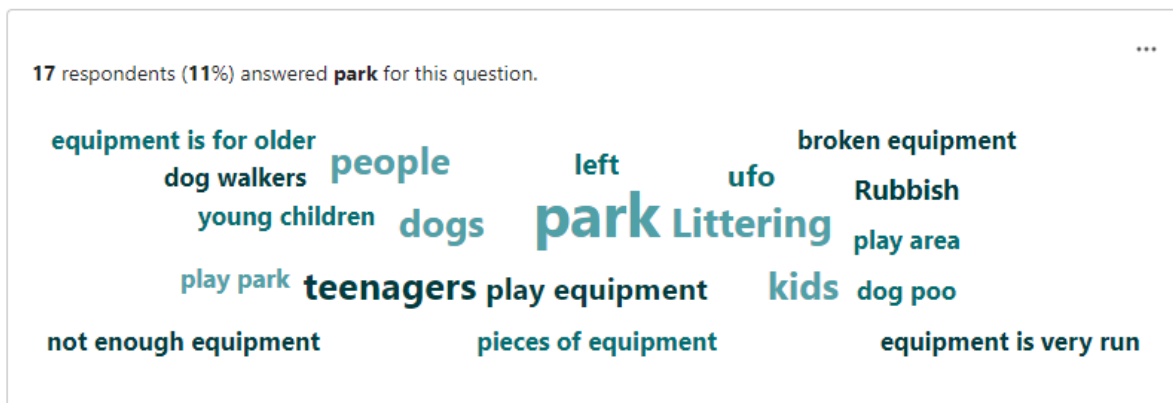 ...
17 respondents (11%) answered park for this question.
equipment is for older
broken equipment
people
left
dog walkers
ufo
Rubbish
young children
dogs
park
Littering
play area
play park
teenagers
play equipment
kids
dog poo
not enough equipment
pieces of equipment
equipment is very run